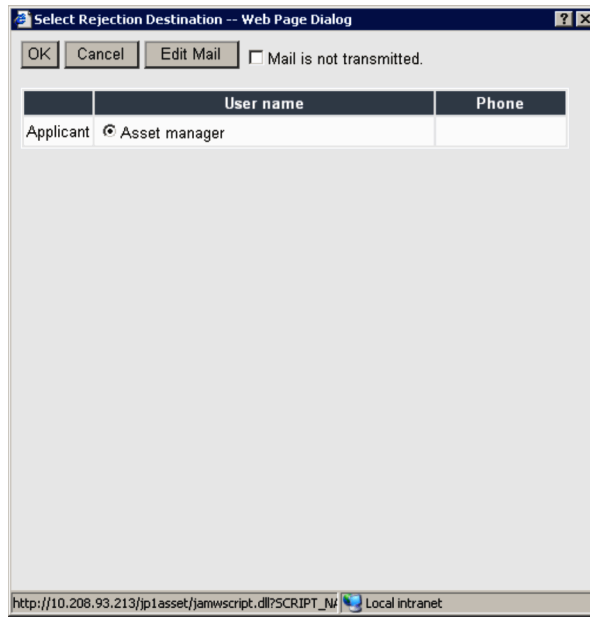 Select Rejection Destination -- Web Page Dialog
OK Cancel Edit Mail Mail is not transmitted.
User name Phone
Applicant Asset manager
http://10.208.93.213/jp1asset/jamwscript.dll?SCRIPT_NA Local intranet